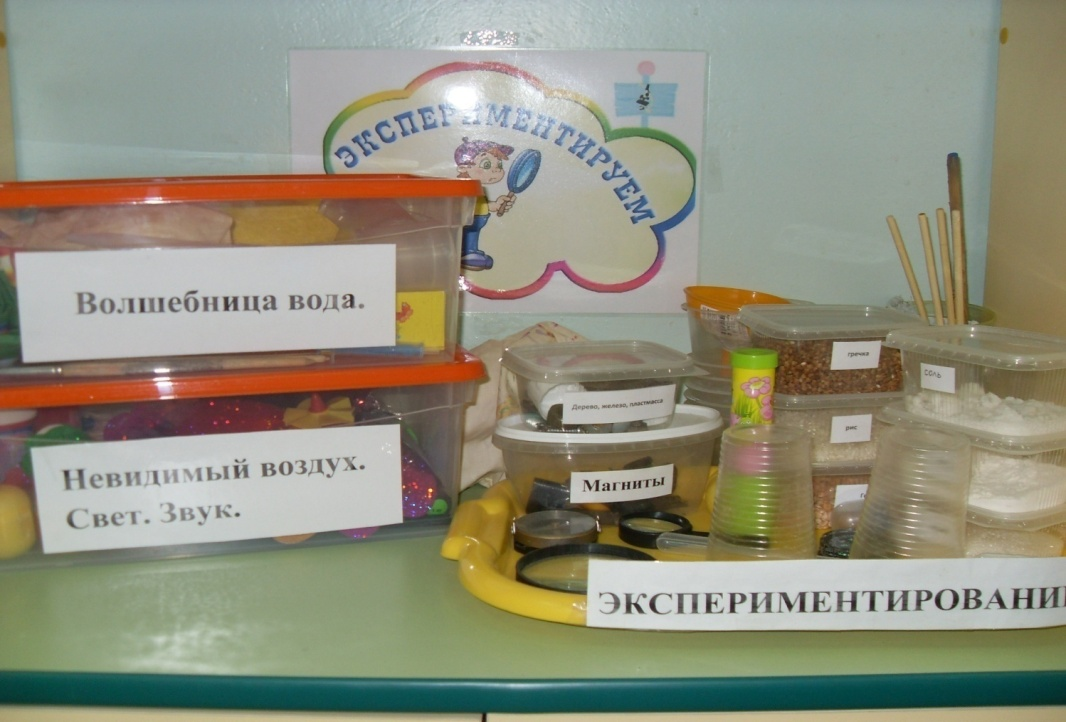 ЭКСПЕРИМЕНТИРУЕМ
Волшебница вода.
Невидимый воздух.
Свет. Звук.
Дерево, железо, пластмасса
Магниты
гречка
соль
рис
ЭКСПЕРИМЕНТИРОВАНИ